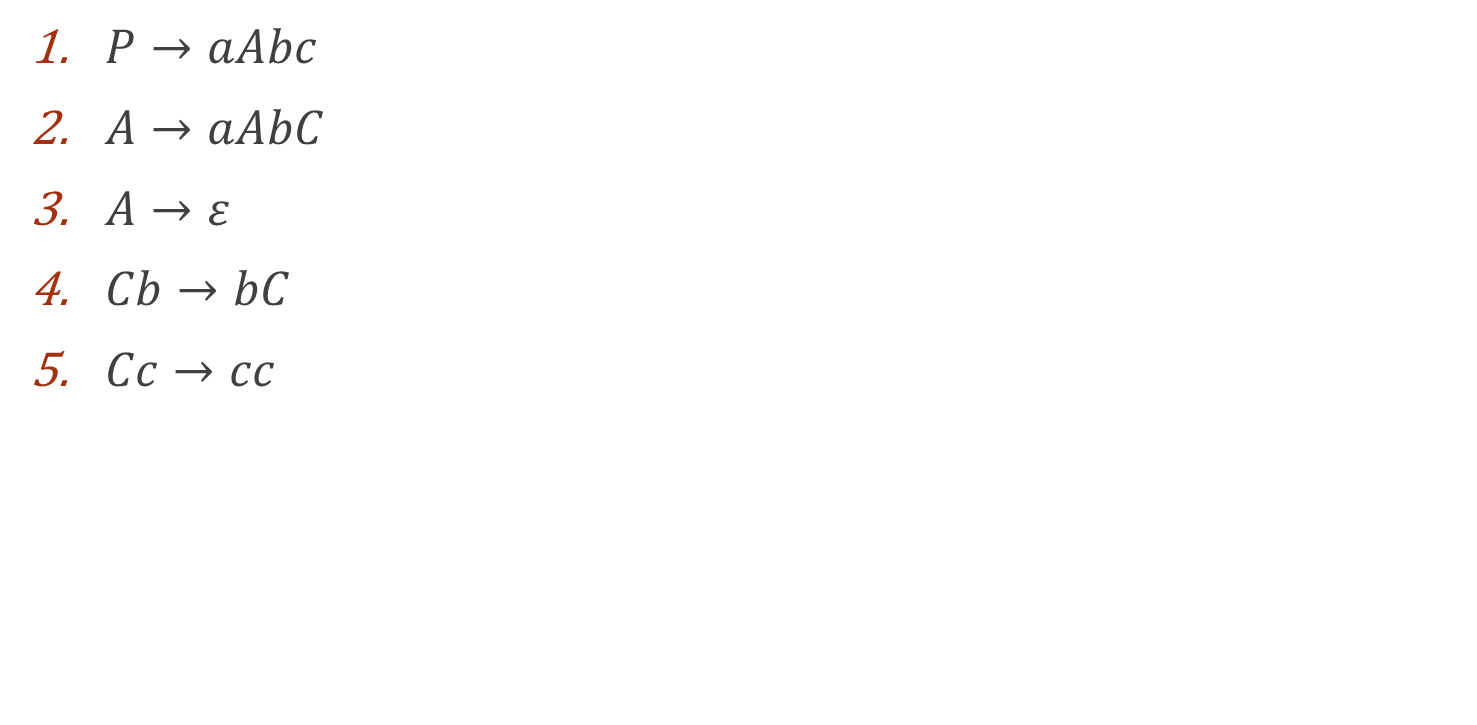 1. P → aAbc
2. A → aAbC
3. A → ε
4. Cb → bC
5. Cc → cc